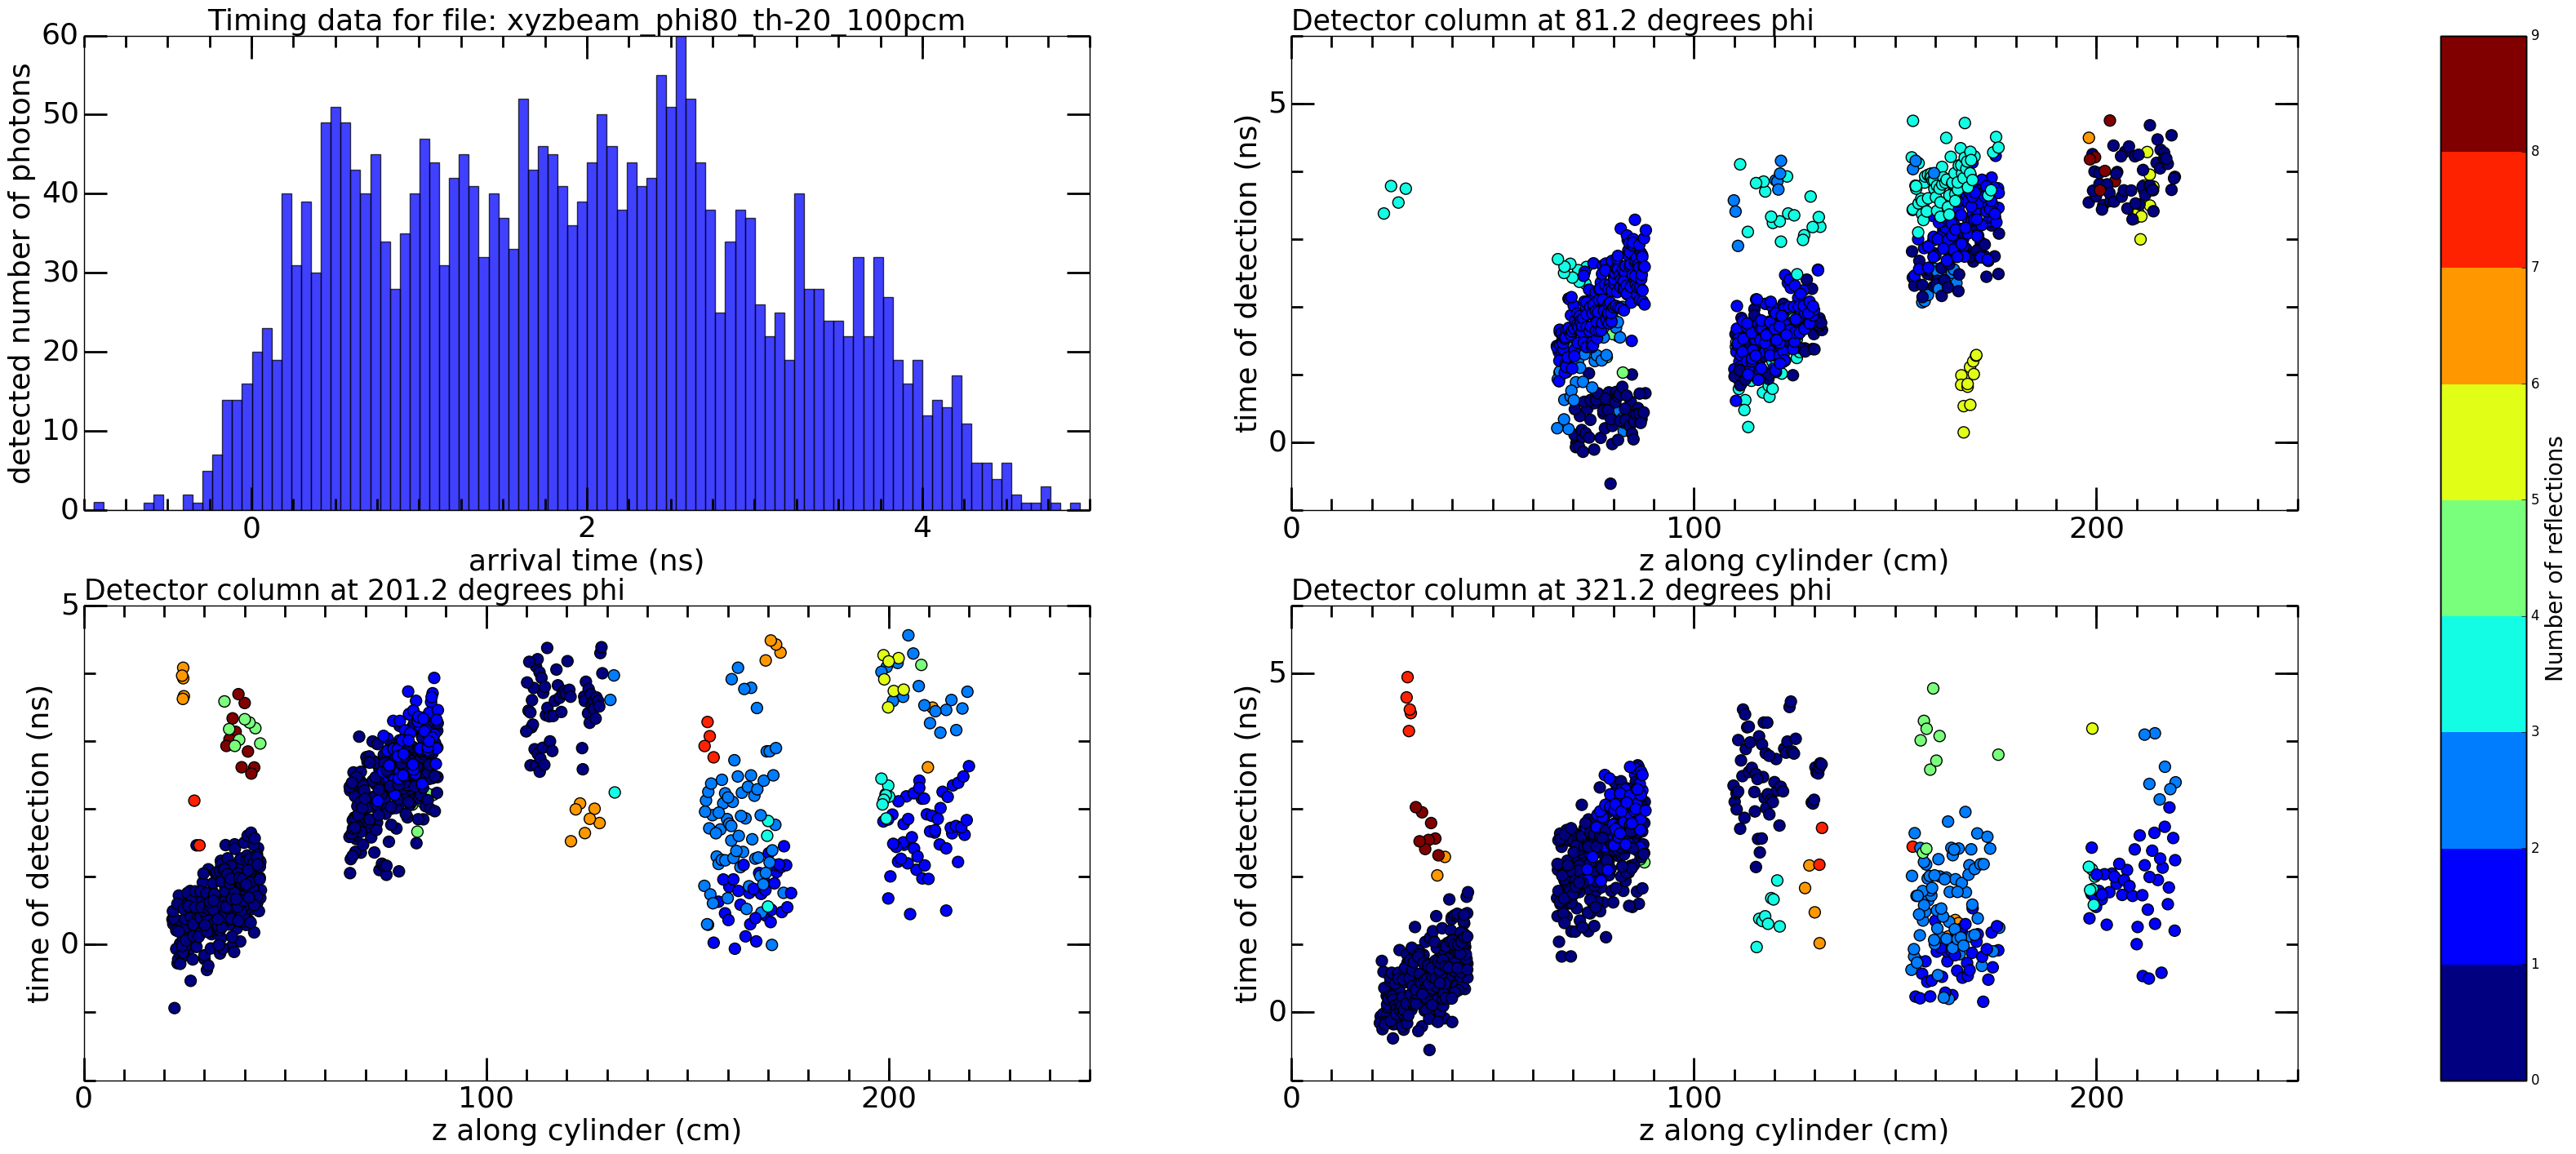 Timing data for file: xyzbeam_phi80_th-20_100pcm
60
50
40
30
20
10
0
detected number of photons
0 2 4
arrival time (ns)
Detector column at 81.2 degrees phi
5
0
time of detection (ns)
0 100 200
z along cylinder (cm)
Detector column at 201.2 degrees phi
5
0
time of detection (ns)
0 100 200
z along cylinder (cm)
Detector column at 321.2 degrees phi
5
0
time of detection (ns)
0 100 200
z along cylinder (cm)
9
8
7
6
5
4
3
2
1
0
Number of reflections